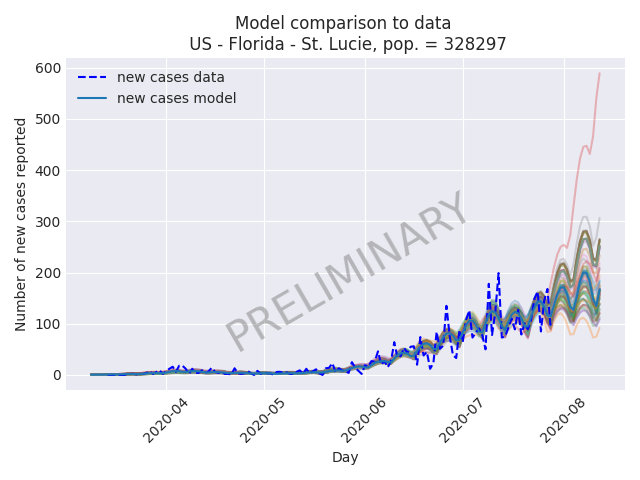 Model comparison to data
US - Florida - St. Lucie, pop. = 328297
new cases data
new cases model
Number of new cases reported
600
500
400
300
200
100
0
PRELIMINARY
2020-04
2020-05
2020-06
2020-07
2020-08
Day